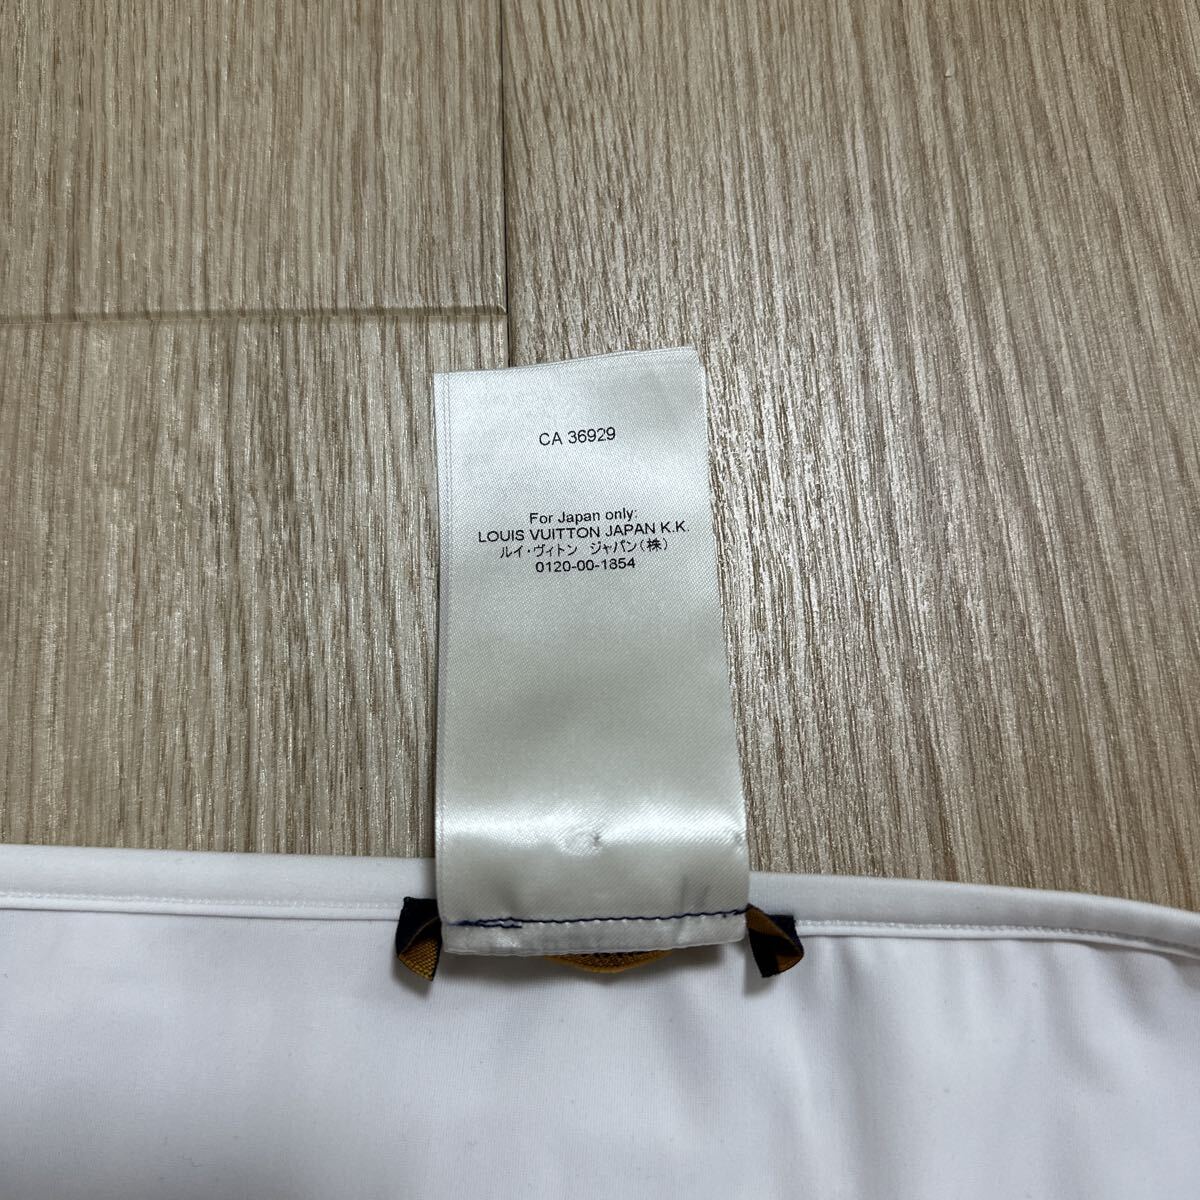 CA 36929
For Japan only:
LOUIS VUITTON JAPAN K.K.
ルイ・ヴィトン ジャパン(株)
0120-00-1854